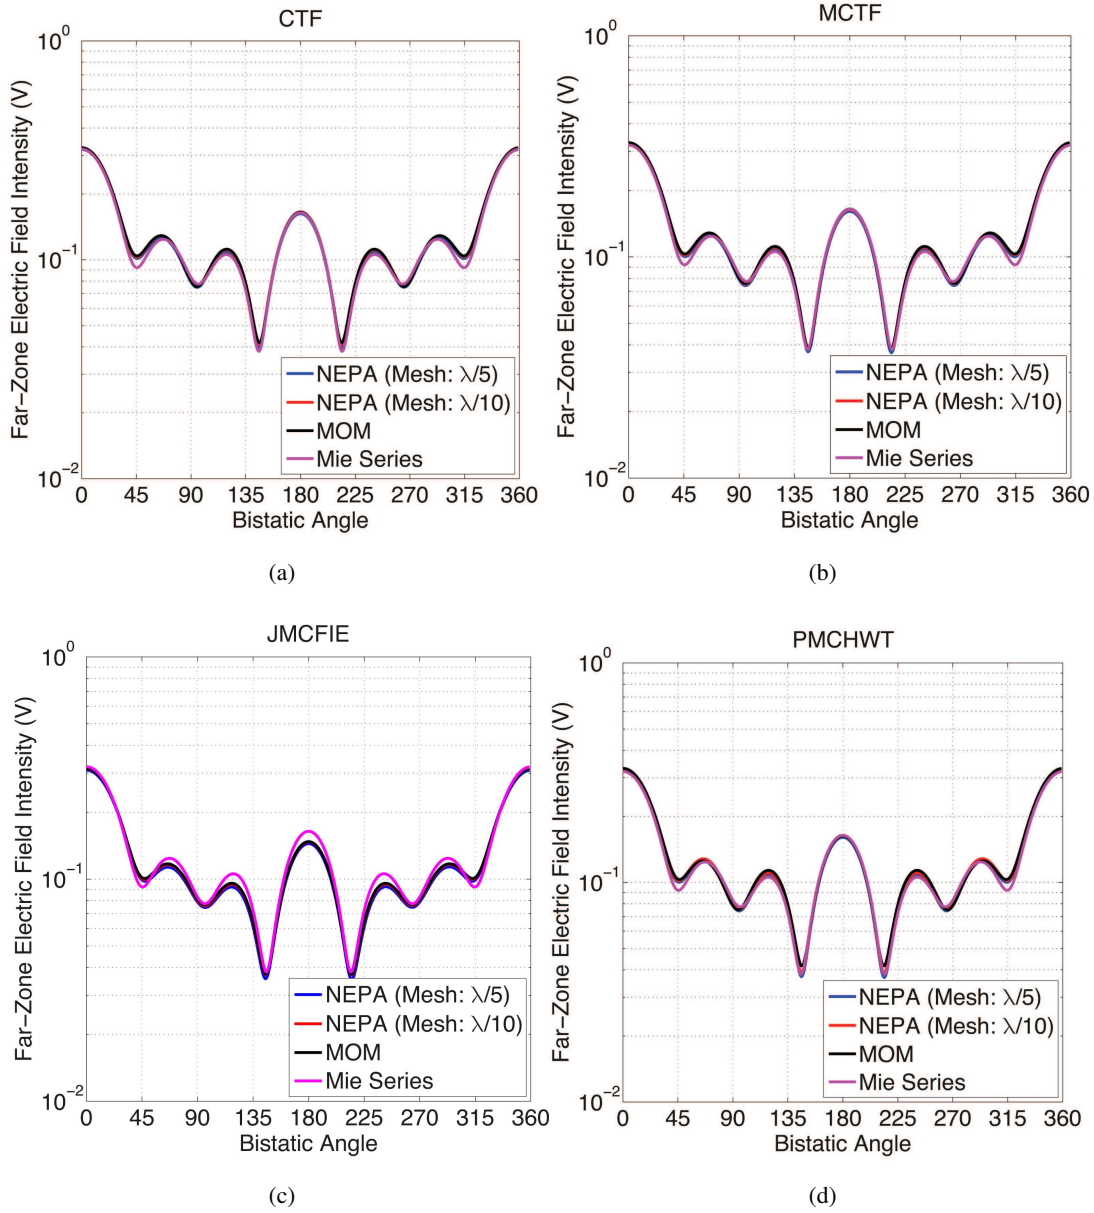 CTF
Far-Zone Electric Field Intensity (V)
10^0
10^-1
10^-2
NEPA (Mesh: λ/5)
NEPA (Mesh: λ/10)
MOM
Mie Series
0 45 90 135 180 225 270 315 360
Bistatic Angle
(a)
MCTF
Far-Zone Electric Field Intensity (V)
10^0
10^-1
10^-2
NEPA (Mesh: λ/5)
NEPA (Mesh: λ/10)
MOM
Mie Series
0 45 90 135 180 225 270 315 360
Bistatic Angle
(b)
JMCFIE
Far-Zone Electric Field Intensity (V)
10^0
10^-1
10^-2
NEPA (Mesh: λ/5)
NEPA (Mesh: λ/10)
MOM
Mie Series
0 45 90 135 180 225 270 315 360
Bistatic Angle
(c)
PMCHWT
Far-Zone Electric Field Intensity (V)
10^0
10^-1
10^-2
NEPA (Mesh: λ/5)
NEPA (Mesh: λ/10)
MOM
Mie Series
0 45 90 135 180 225 270 315 360
Bistatic Angle
(d)